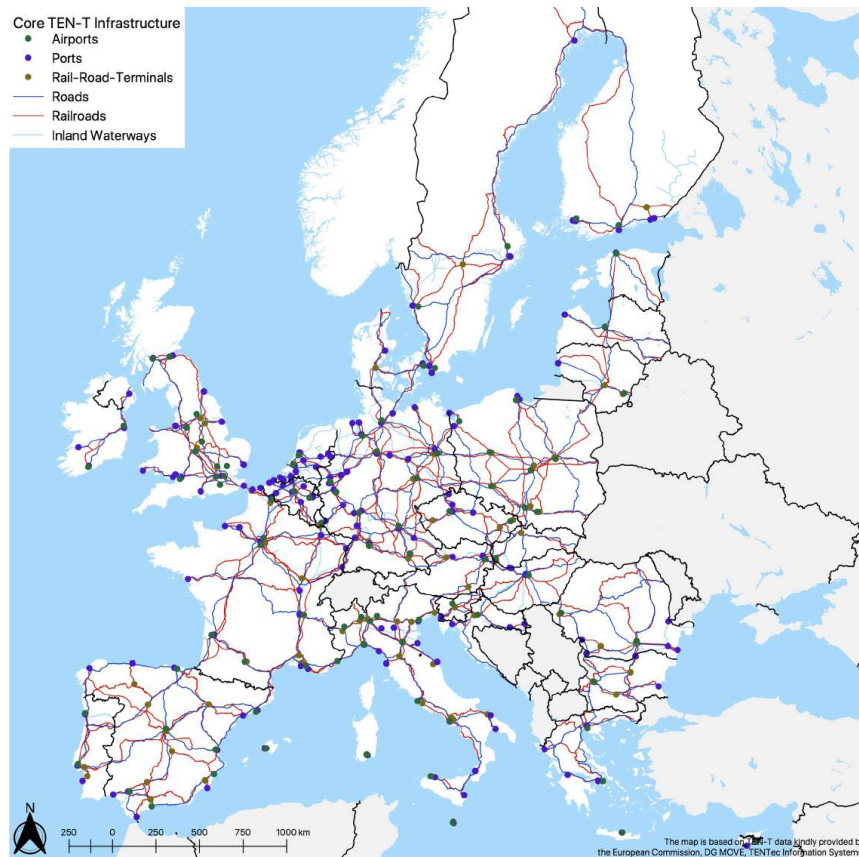 Core TEN-T Infrastructure
Airports
Ports
Rail-Road-Terminals
Roads
Railroads
Inland Waterways
N
250 0 250 500 750 1000 km
The map is based on TEN-T data kindly provided by
the European Commission, DG MOVE, TENTec Information Systems